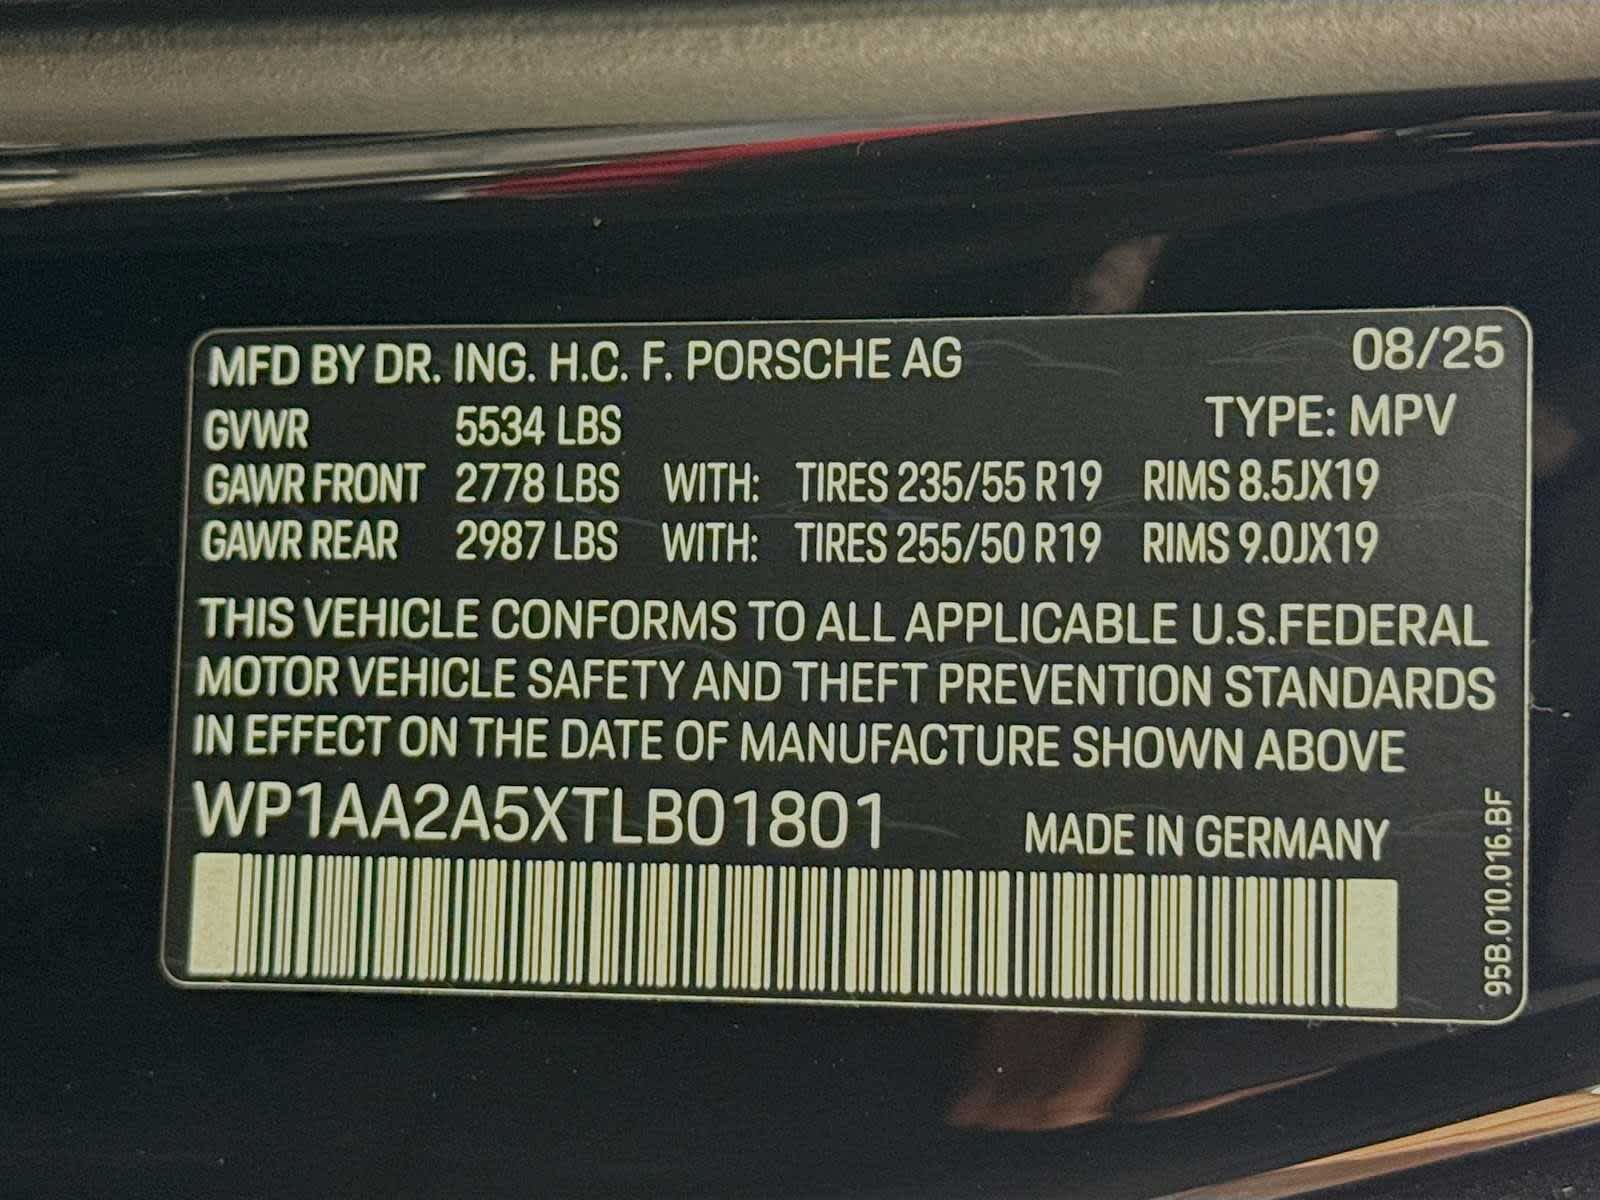 MFD BY DR. ING. H.C. F. PORSCHE AG 08/25
GVWR 5534 LBS TYPE: MPV
GAWR FRONT 2778 LBS WITH: TIRES 235/55 R19 RIMS 8.5JX19
GAWR REAR 2987 LBS WITH: TIRES 255/50 R19 RIMS 9.0JX19
THIS VEHICLE CONFORMS TO ALL APPLICABLE U.S.FEDERAL
MOTOR VEHICLE SAFETY AND THEFT PREVENTION STANDARDS
IN EFFECT ON THE DATE OF MANUFACTURE SHOWN ABOVE
WP1AA2A5XTLB01801 MADE IN GERMANY
95B.010.016.BF